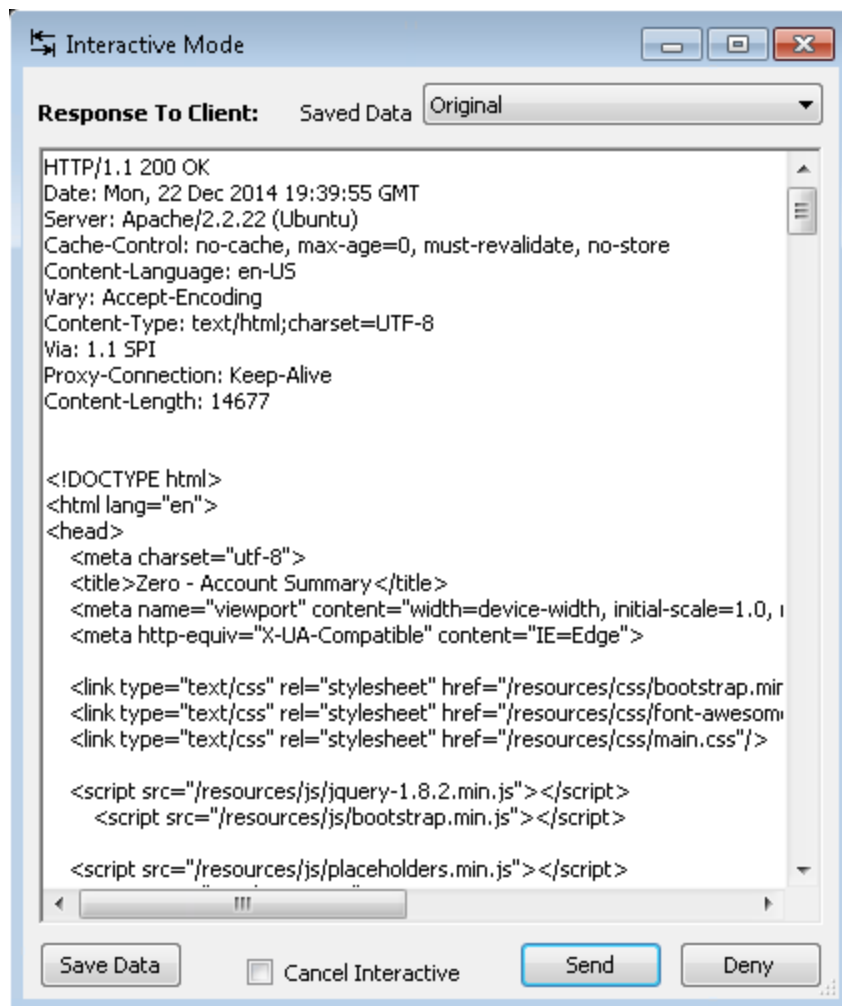 Interactive Mode
Response To Client: Saved Data Original
HTTP/1.1 200 OK
Date: Mon, 22 Dec 2014 19:39:55 GMT
Server: Apache/2.2.22 (Ubuntu)
Cache-Control: no-cache, max-age=0, must-revalidate, no-store
Content-Language: en-US
Vary: Accept-Encoding
Content-Type: text/html;charset=UTF-8
Via: 1.1 SPI
Proxy-Connection: Keep-Alive
Content-Length: 14677
<!DOCTYPE html>
<html lang="en">
<head>
<meta charset="utf-8">
<title>Zero - Account Summary</title>
<meta name="viewport" content="width=device-width, initial-scale=1.0,
<meta http-equiv="X-UA-Compatible" content="IE=Edge">
<link type="text/css" rel="stylesheet" href="/resources/css/bootstrap.min
<link type="text/css" rel="stylesheet" href="/resources/css/font-awesom
<link type="text/css" rel="stylesheet" href="/resources/css/main.css"/>
<script src="/resources/js/jquery-1.8.2.min.js"></script>
<script src="/resources/js/bootstrap.min.js"></script>
<script src="/resources/js/placeholders.min.js"></script>
Save Data Cancel Interactive Send Deny